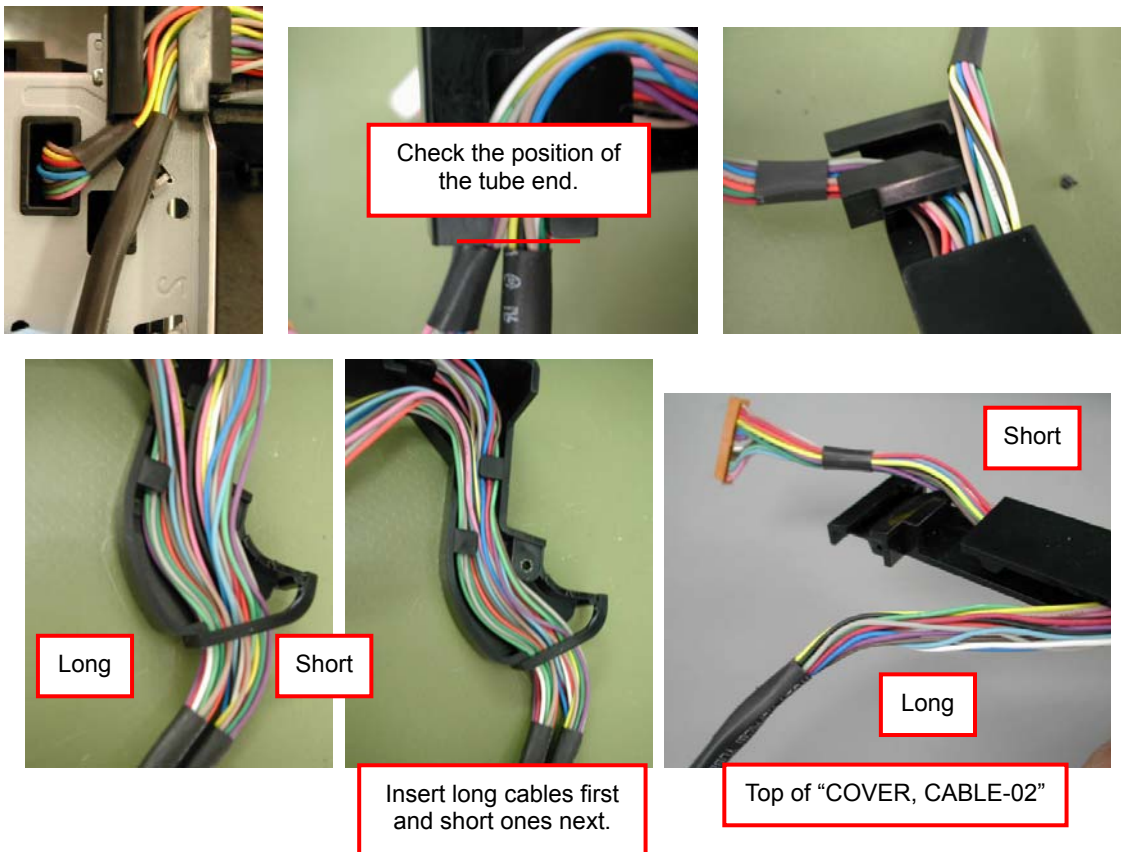 Check the position of
the tube end.
Short
Long
Short
Long
Insert long cables first
and short ones next.
Top of “COVER, CABLE-02”